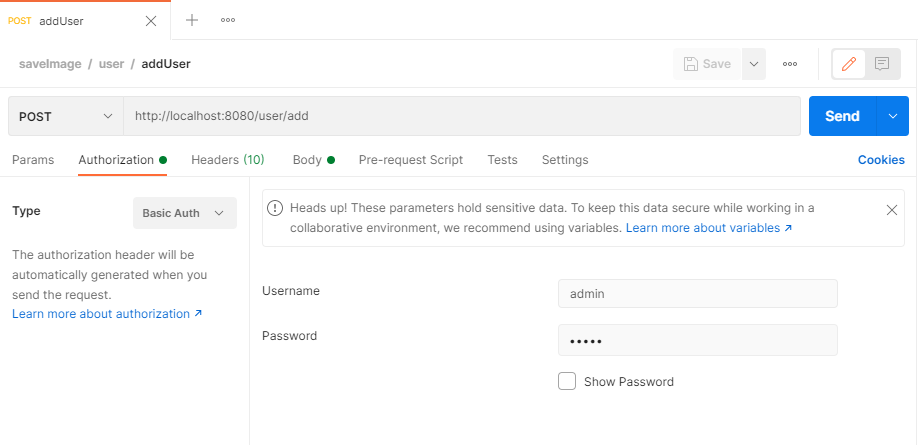 POST addUser
saveImage / user / addUser
Save
POST http://localhost:8080/user/add
Send
Params Authorization Headers (10) Body Pre-request Script Tests Settings Cookies
Type
Basic Auth
The authorization header will be
automatically generated when you
send the request.
Learn more about authorization ↗
Heads up! These parameters hold sensitive data. To keep this data secure while working in a
collaborative environment, we recommend using variables. Learn more about variables ↗
Username
admin
Password
•••••
Show Password